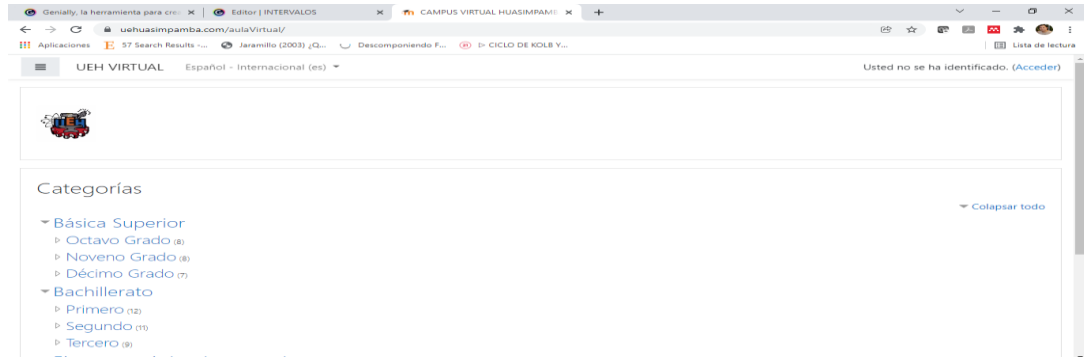 Genially, la herramienta para cre
Editor | INTERVALOS
CAMPUS VIRTUAL HUASIMPAMB
uehuasimpamba.com/aulaVirtual/
Aplicaciones
57 Search Results -...
Jaramillo (2003) ¿Q...
Descomponiendo F...
▷ CICLO DE KOLB Y...
Lista de lectura
UEH VIRTUAL
Español - Internacional (es)
Usted no se ha identificado. (Acceder)
UEH
Categorías
Colapsar todo
Básica Superior
Octavo Grado (8)
Noveno Grado (8)
Décimo Grado (7)
Bachillerato
Primero (12)
Segundo (11)
Tercero (9)